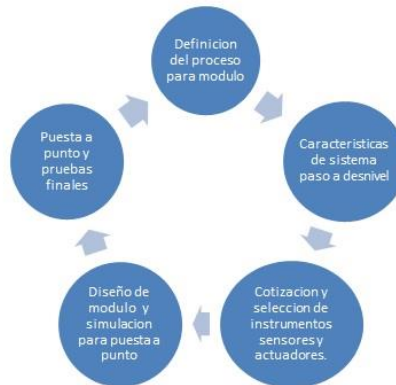 Definicion
del proceso
para modulo
Caracteristicas
de sistema
paso a desnivel
Cotizacion y
seleccion de
instrumentos
sensores y
actuadores.
Diseño de
modulo y
simulacion
para puesta a
punto
Puesta a
punto y
pruebas
finales